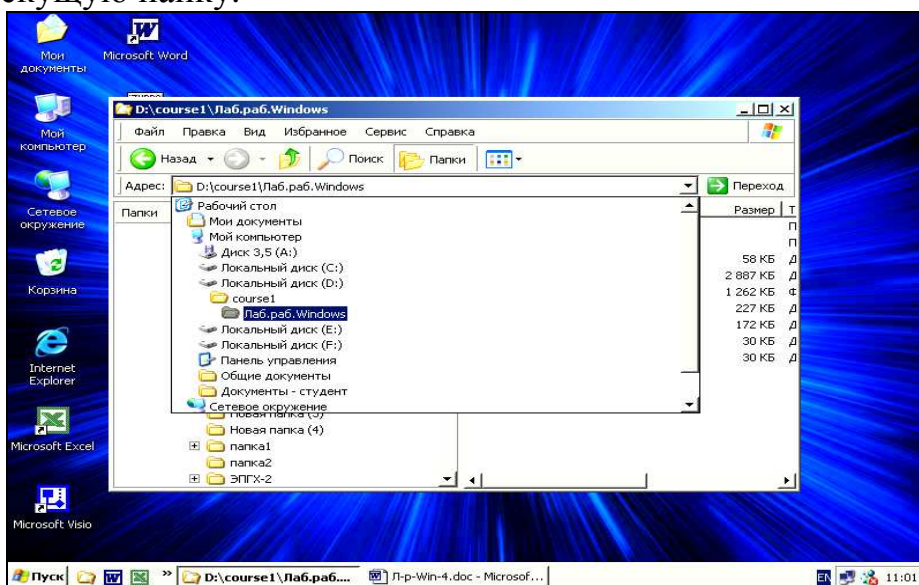 скущую папку.
Мои документы
Microsoft Word
Мой компьютер
Сетевое окружение
Корзина
Internet Explorer
Microsoft Excel
Microsoft Visio
D:\course1\Лаб.раб.Windows
Файл Правка Вид Избранное Сервис Справка
Назад Поиск Папки
Адрес: D:\course1\Лаб.раб.Windows Переход
Папки Размер Т
Рабочий стол
Мои документы
Мой компьютер
Диск 3,5 (A:)
Локальный диск (C:)
Локальный диск (D:)
course1
Лаб.раб.Windows
Локальный диск (E:)
Локальный диск (F:)
Панель управления
Общие документы
Документы - студент
Сетевое окружение
Новая папка (4)
папка1
папка2
ЭПГХ-2
П
П
58 КБ Д
2 887 КБ Д
1 262 КБ Ф
227 КБ Д
172 КБ Д
30 КБ Д
30 КБ Д
Пуск » D:\course1\Лаб.раб.... Л-р-Win-4.doc - Microsof... EN 11:01